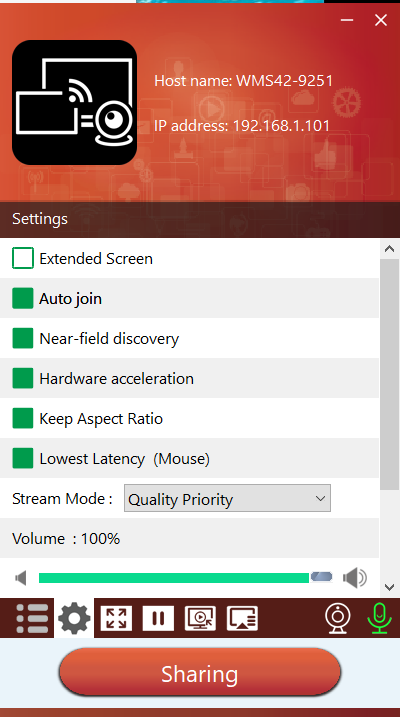 Host name: WMS42-9251
IP address: 192.168.1.101
Settings
Extended Screen
Auto join
Near-field discovery
Hardware acceleration
Keep Aspect Ratio
Lowest Latency (Mouse)
Stream Mode : Quality Priority
Volume : 100%
Sharing